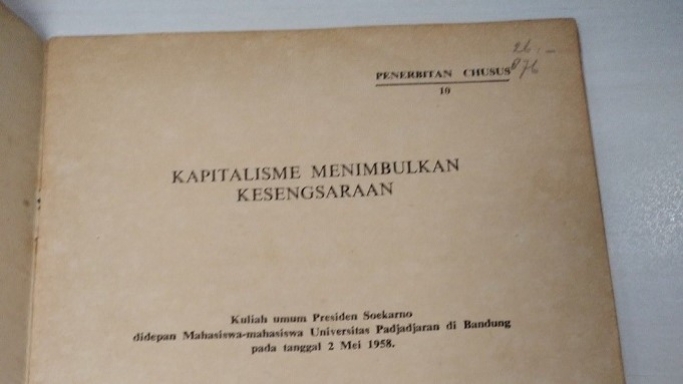 PENERBITAN CHUSUS
10
KAPITALISME MENIMBULKAN
KESENGSARAAN
Kuliah umum Presiden Soekarno
didepan Mahasiswa-mahasiswa Universitas Padjadjaran di Bandung
pada tanggal 2 Mei 1958.